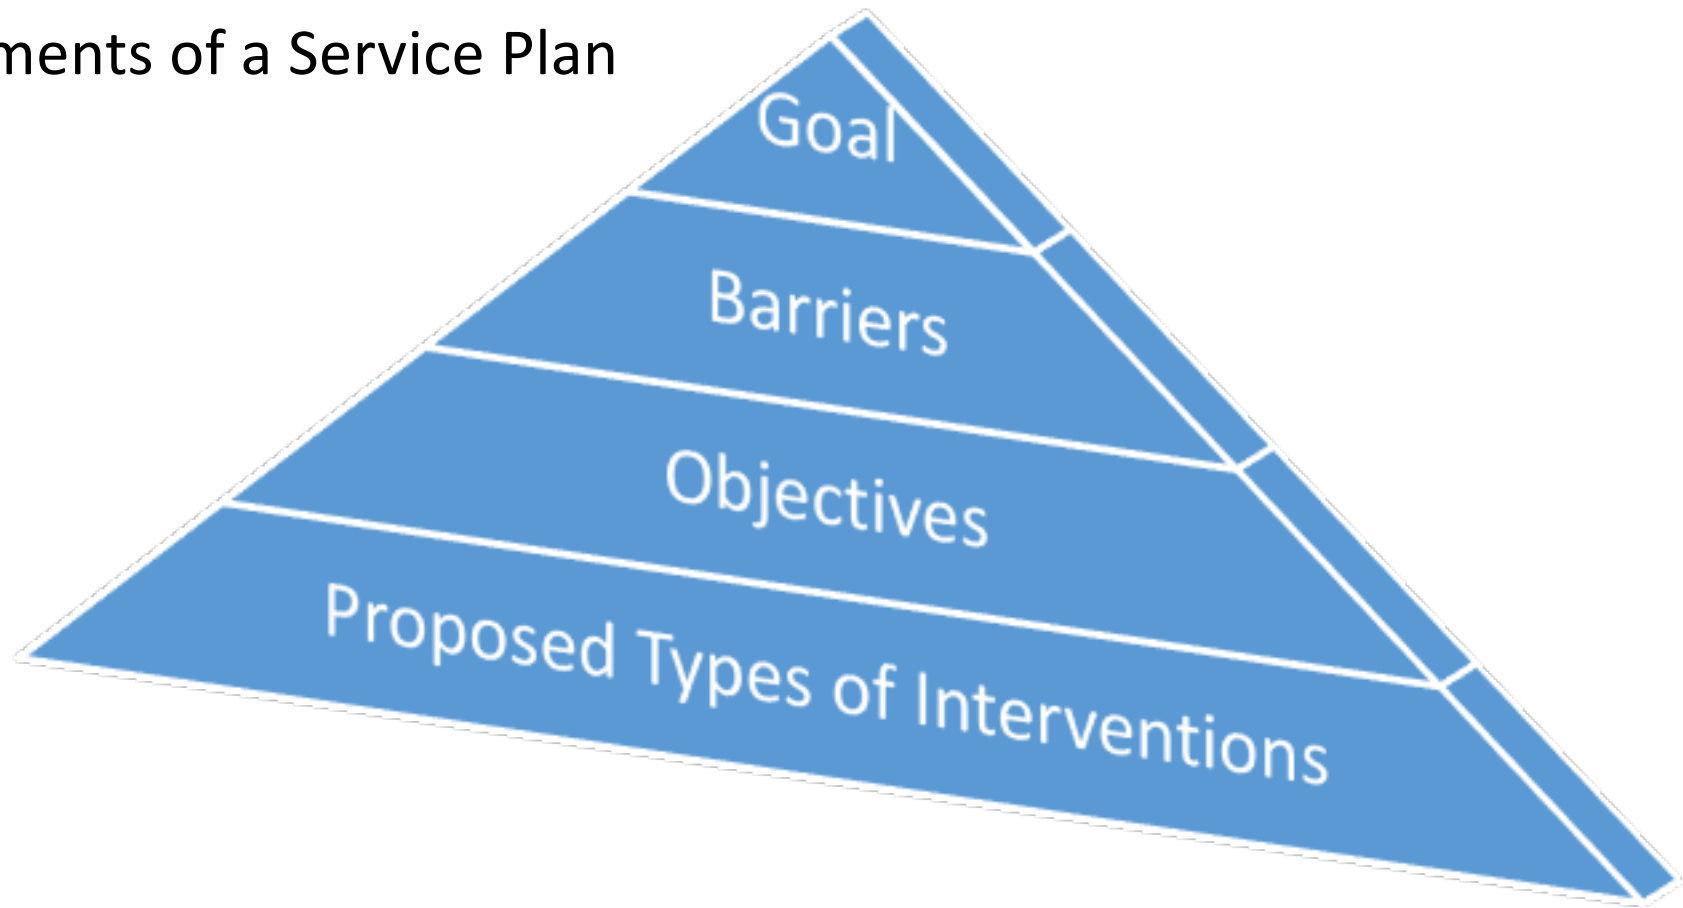 ments of a Service Plan
Goal
Barriers
Objectives
Proposed Types of Interventions